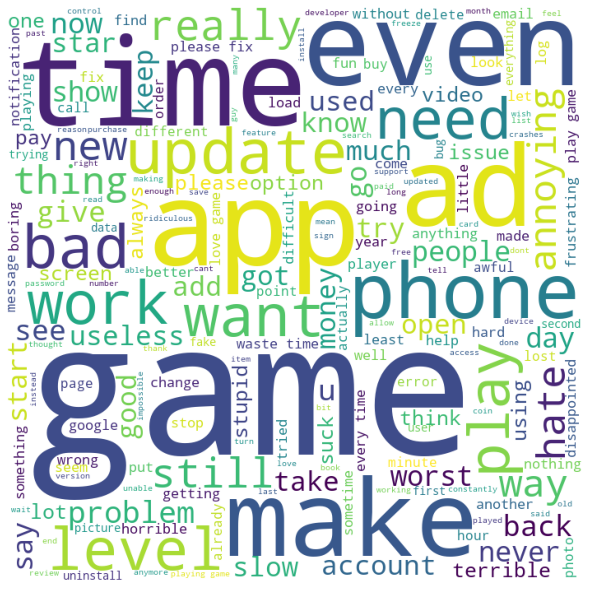 control
past
developer
month
feel
one
now
really
find
without
delete
email
freeze
notification
star
please fix
even
use
everything
playing
show
time
keep
fun
buy
every
look
install
many
fix
call
order
used
video
let
log
guy
pay
reasonpurchase
load
different
need
know
search
wish
list
crashes
trying
new
update
feature
much
issue
bug
play game
right
making
thing
please
option
go
come
support
updated
little
annoying
frustrating
boring
read
enough
save
always
app
ad
going
paid
long
give
ridiculous
love game
difficult
try
year
card
made
message
bad
data
mean
anything
screen
able
better
sign
got
people
free
cant
tell
dont
password
number
add
point
player
awful
phone
work
want
money
actually
allow
device
second
thought
impossible
open
day
see
useless
fake
waste time
least
help
hard
access
done
lost
start
instead
page
thank
item
well
game
play
hate
disappointed
something
google
change
good
stupid
u
error
coin
using
wrong
stop
turn
tried
suck
bit
think
user
seem
put
love
every time
minute
nothing
version
still
take
worst
way
wait
unable
book
working
constantly
old
getting
first
last
sometime
another
said
say
lot
problem
picture
horrible
already
make
played
hour
back
end
level
slow
account
never
photo
review
anymore
uninstall
playing game
terrible